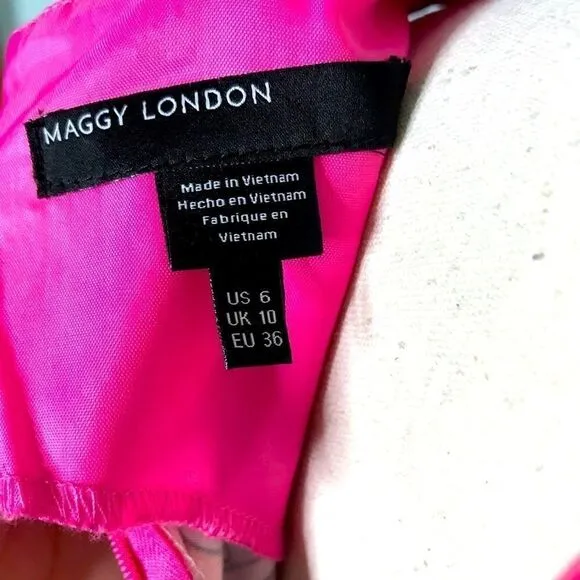 MAGGY LONDON
Made in Vietnam
Hecho en Vietnam
Fabrique en
Vietnam
US 6
UK 10
EU 36